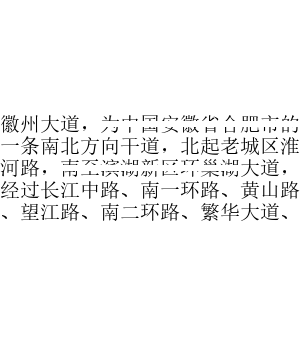 徽州大道，为中国安徽省合肥市的
一条南北方向干道，北起老城区淮
河路，南至滨湖新区环巢湖大道，
经过长江中路、南一环路、黄山路
、望江路、南二环路、繁华大道、